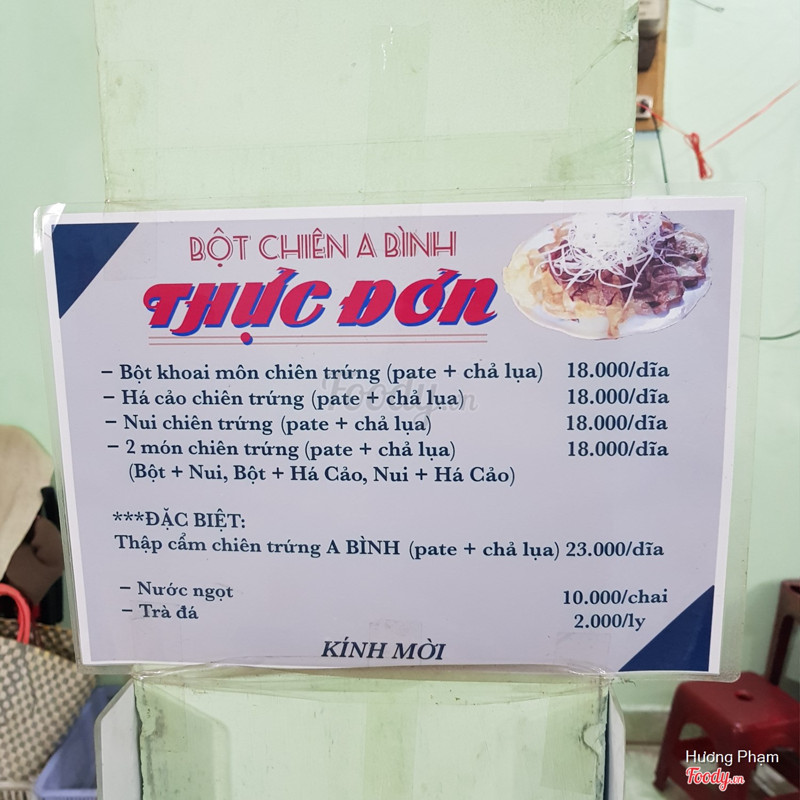 BỘT CHIÊN A BÌNH
THỰC ĐƠN
– Bột khoai môn chiên trứng (pate + chả lụa) 18.000/dĩa
– Há cảo chiên trứng (pate + chả lụa) 18.000/dĩa
– Nui chiên trứng (pate + chả lụa) 18.000/dĩa
– 2 món chiên trứng (pate + chả lụa) 18.000/dĩa
(Bột + Nui, Bột + Há Cảo, Nui + Há Cảo)
***ĐẶC BIỆT:
Thập cẩm chiên trứng A BÌNH (pate + chả lụa) 23.000/dĩa
– Nước ngọt 10.000/chai
– Trà đá 2.000/ly
KÍNH MỜI
Foody.vn
Hương Phạm
Foody.vn